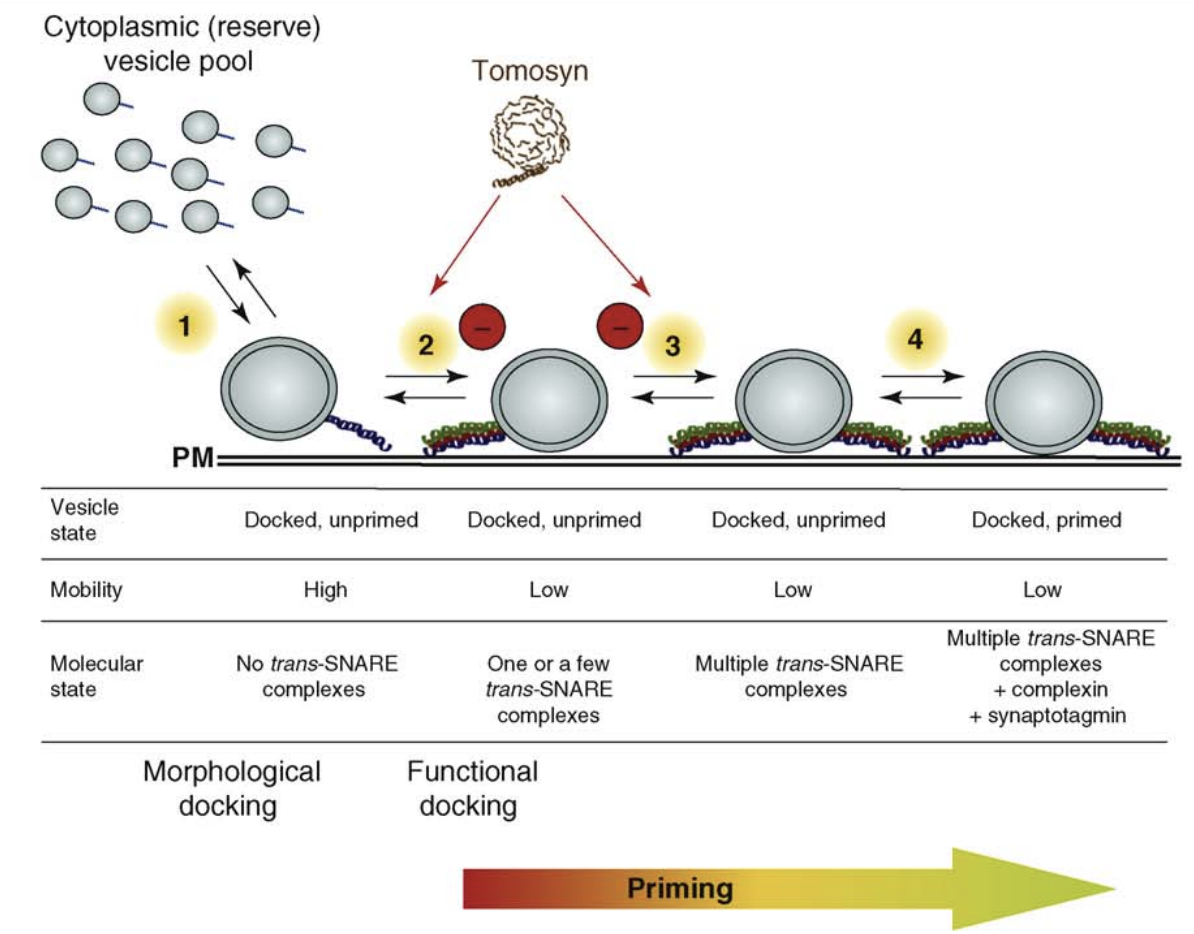 Cytoplasmic (reserve)
vesicle pool
Tomosyn
1
2
–
–
3
4
PM
Vesicle
state
Docked, unprimed
Docked, unprimed
Docked, unprimed
Docked, primed
Mobility
High
Low
Low
Low
Molecular
state
No trans-SNARE
complexes
One or a few
trans-SNARE
complexes
Multiple trans-SNARE
complexes
Multiple trans-SNARE
complexes
+ complexin
+ synaptotagmin
Morphological
docking
Functional
docking
Priming